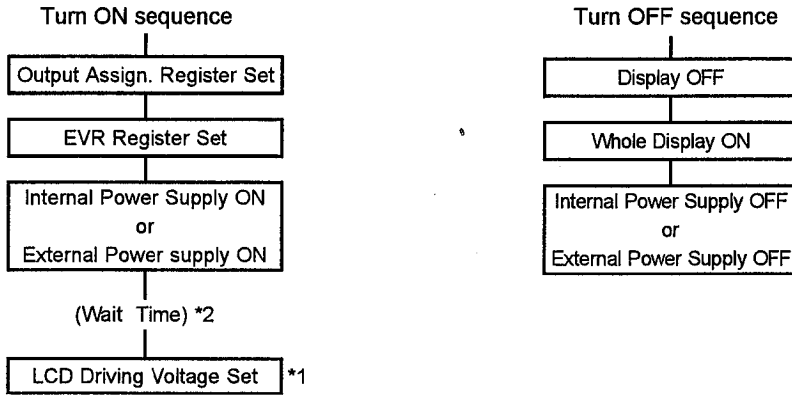 Turn ON sequence
Output Assign. Register Set
EVR Register Set
Internal Power Supply ON
or
External Power supply ON
(Wait Time) *2
LCD Driving Voltage Set *1
Turn OFF sequence
Display OFF
Whole Display ON
Internal Power Supply OFF
or
External Power Supply OFF